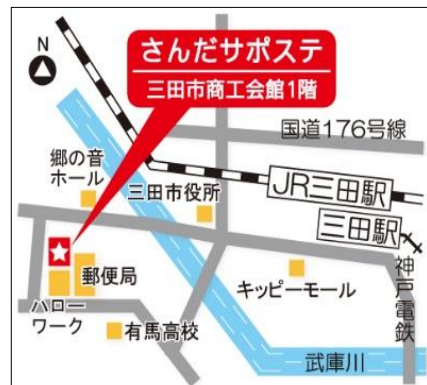 N
さんだサポステ
三田市商工会館1階
国道176号線
郷の音
ホール
三田市役所
JR三田駅
三田駅
神戸電鉄
郵便局
ハロー
ワーク
キッピーモール
有馬高校
武庫川